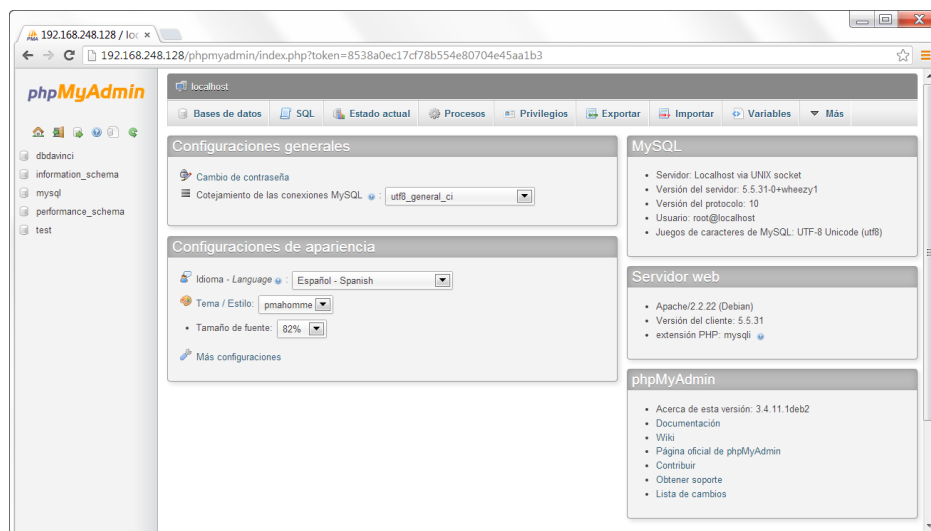 192.168.248.128 / loc
192.168.248.128/phpmyadmin/index.php?token=8538a0ec17cf78b554e80704e45aa1b3
phpMyAdmin
dbdavinci
information_schema
mysql
performance_schema
test
localhost
Bases de datos SQL Estado actual Procesos Privilegios Exportar Importar Variables Más
Configuraciones generales
Cambio de contraseña
Cotejamiento de las conexiones MySQL : utf8_general_ci
Configuraciones de apariencia
Idioma - Language : Español - Spanish
Tema / Estilo: pmahomme
Tamaño de fuente: 82%
Más configuraciones
MySQL
Servidor: Localhost via UNIX socket
Versión del servidor: 5.5.31-0+wheezy1
Versión del protocolo: 10
Usuario: root@localhost
Juegos de caracteres de MySQL: UTF-8 Unicode (utf8)
Servidor web
Apache/2.2.22 (Debian)
Versión del cliente: 5.5.31
extensión PHP: mysqli
phpMyAdmin
Acerca de esta versión: 3.4.11.1deb2
Documentación
Wiki
Página oficial de phpMyAdmin
Contribuir
Obtener soporte
Lista de cambios